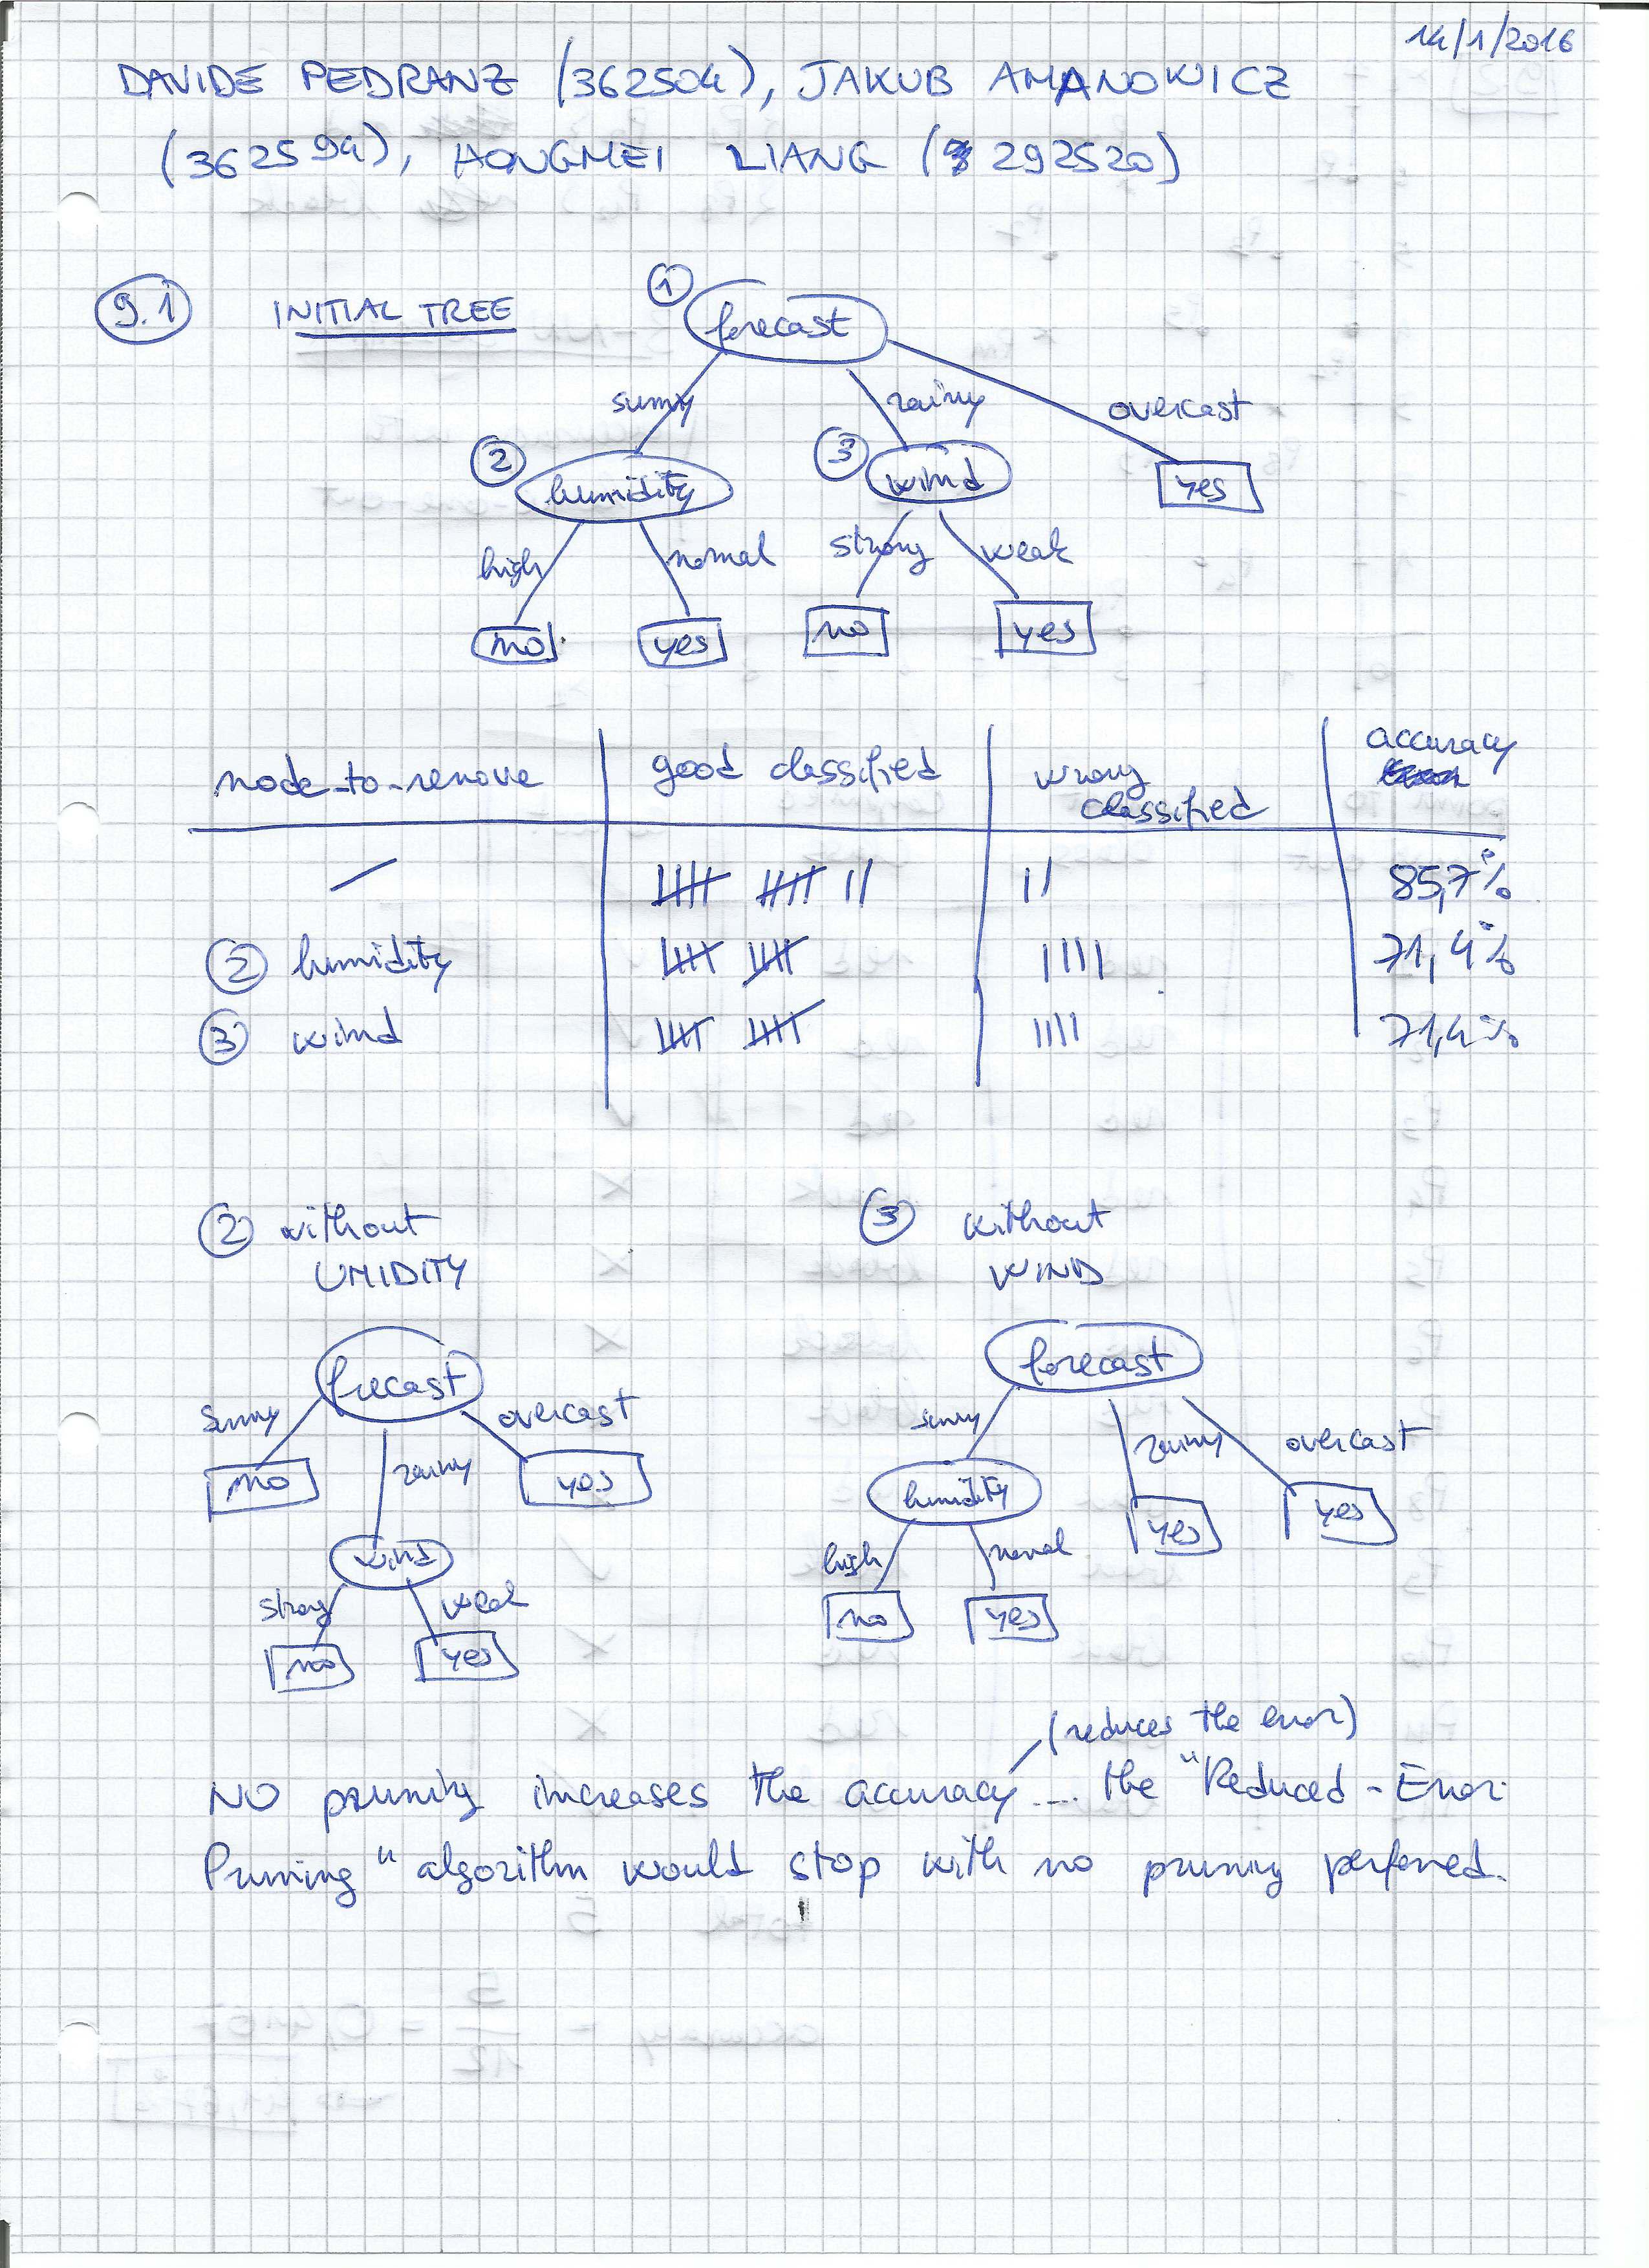 14/1/2016
DAVIDE PEDRANZ (362504), JAKUB AMANOWICZ
(362594), HONGMEI LIANG (292520)
9.1 INITIAL TREE
1 forecast
sunny rainy overcast
2 humidity 3 wind yes
high normal strong weak
no yes no yes
node_to_remove good classified wrong classified accuracy
— |||| |||| || || 85,7%
2 humidity |||| |||| |||| 71,4%
3 wind |||| |||| |||| 71,4%
2 without 3 without
UMIDITY WIND
forecast forecast
sunny rainy overcast sunny rainy overcast
no yes humidity yes yes
wind high normal
strong weak no yes
no yes
(reduces the error)
NO pruning increases the accuracy... the "Reduced-Error
Pruning" algorithm would stop with no pruning perfomed.